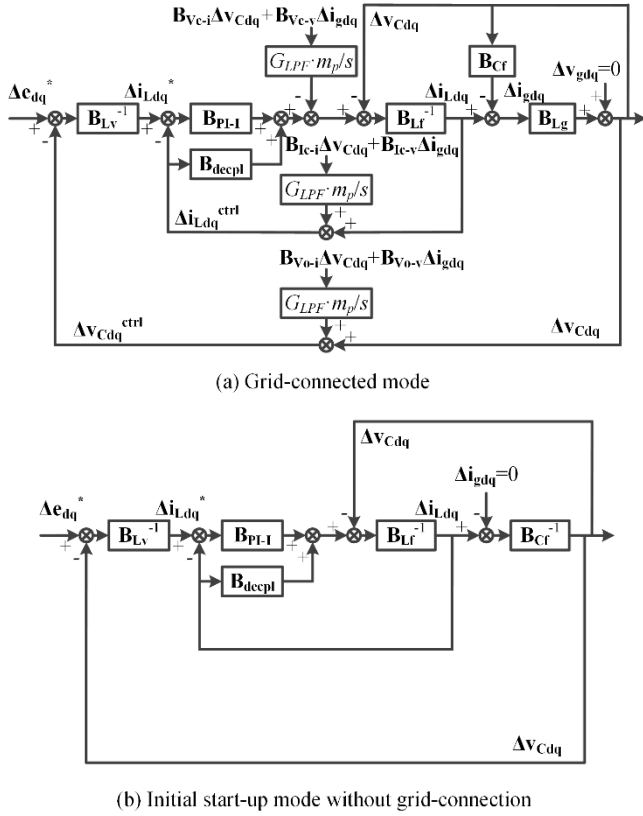 B_Vc-i Δv_Cdq + B_Vc-v Δi_gdq
Δv_Cdq
G_LPF·m_p/s
B_Cf
Δe_dq*
Δi_Ldq*
Δi_Ldq
Δi_gdq
Δv_gdq=0
B_Lv^-1
B_PI-I
B_Lf^-1
B_Lg
B_decpl
B_Ic-i Δv_Cdq + B_Ic-v Δi_gdq
G_LPF·m_p/s
Δi_Ldq^ctrl
B_Vo-i Δv_Cdq + B_Vo-v Δi_gdq
G_LPF·m_p/s
Δv_Cdq^ctrl
Δv_Cdq
(a) Grid-connected mode
Δv_Cdq
Δi_gdq=0
Δe_dq*
Δi_Ldq*
Δi_Ldq
B_Lv^-1
B_PI-I
B_Lf^-1
B_Cf^-1
B_decpl
Δv_Cdq
(b) Initial start-up mode without grid-connection